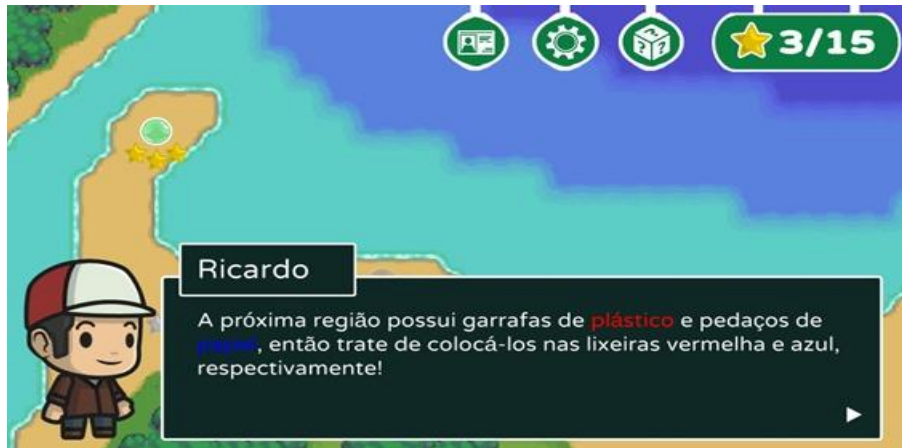 3/15
Ricardo
A próxima região possui garrafas de plástico e pedaços de
papel, então trate de colocá-los nas lixeiras vermelha e azul,
respectivamente!